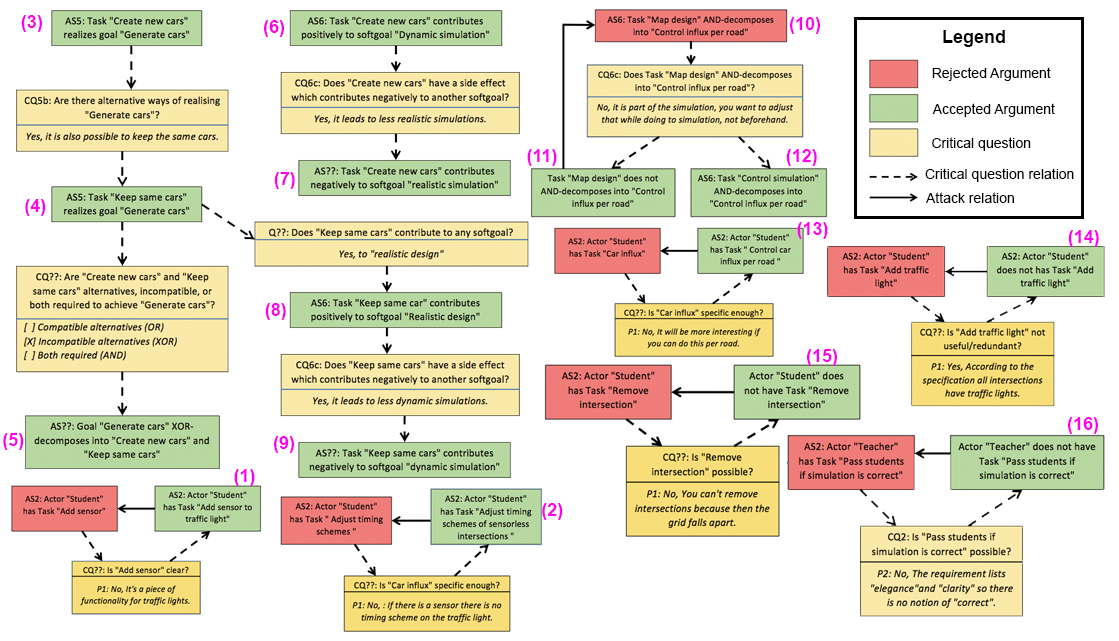 (3)
AS5: Task "Create new cars"
realizes goal "Generate cars"
CQ5b: Are there alternative ways of realising
"Generate cars"?
Yes, it is also possible to keep the same cars.
(4)
AS5: Task "Keep same cars"
realizes goal "Generate cars"
CQ??: Are "Create new cars" and "Keep
same cars" alternatives, incompatible, or
both required to achieve "Generate cars"?
[ ] Compatible alternatives (OR)
[X] Incompatible alternatives (XOR)
[ ] Both required (AND)
(5)
AS??: Goal "Generate cars" XOR-
decomposes into "Create new cars" and
"Keep same cars"
(6)
AS6: Task "Create new cars" contributes
positively to softgoal "Dynamic simulation"
CQ6c: Does "Create new cars" have a side effect
which contributes negatively to another softgoal?
Yes, it leads to less realistic simulations.
(7)
AS??: Task "Create new cars" contributes
negatively to softgoal "realistic simulation"
Q??: Does "Keep same cars" contribute to any softgoal?
Yes, to "realistic design"
(8)
AS6: Task "Keep same car" contributes
positively to softgoal "Realistic design"
CQ6c: Does "Keep same cars" have a side effect
which contributes negatively to another softgoal?
Yes, it leads to less dynamic simulations.
(9)
AS??: Task "Keep same cars" contributes
negatively to softgoal "dynamic simulation"
(10)
AS6: Task "Map design" AND-decomposes
into "Control influx per road"
CQ6c: Does Task "Map design" AND-decomposes
into "Control influx per road"?
No, it is part of the simulation, you want to adjust
that while doing to simulation, not beforehand.
(11)
Task "Map design" does not
AND-decomposes into "Control
influx per road"
(12)
AS6: Task "Control simulation"
AND-decomposes into
"Control influx per road"
Legend
Rejected Argument
Accepted Argument
Critical question
Critical question relation
Attack relation
(13)
AS2: Actor "Student"
has Task "Car influx"
AS2: Actor "Student"
has Task " Control car
influx per road "
CQ??: Is "Car influx" specific enough?
P1: No, It will be more interesting if
you can do this per road.
(14)
AS2: Actor "Student"
has Task "Add traffic
light"
AS2: Actor "Student"
does not has Task "Add
traffic light"
CQ??: Is "Add traffic light" not
useful/redundant?
P1: Yes, According to the
specification all intersections
have traffic lights.
(15)
AS2: Actor "Student"
has Task "Remove
intersection"
Actor "Student" does
not have Task "Remove
intersection"
CQ??: Is "Remove
intersection" possible?
P1: No, You can't remove
intersections because then the
grid falls apart.
(16)
AS2: Actor "Teacher"
has Task "Pass students
if simulation is correct"
Actor "Teacher" does not have
Task "Pass students if
simulation is correct"
CQ2: Is "Pass students if
simulation is correct" possible?
P2: No, The requirement lists
"elegance"and "clarity" so there
is no notion of "correct".
(1)
AS2: Actor "Student"
has Task "Add sensor"
AS2: Actor "Student"
has Task "Add sensor to
traffic light"
CQ??: Is "Add sensor" clear?
P1: No, It's a piece of
functionality for traffic lights.
(2)
AS2: Actor "Student"
has Task " Adjust timing
schemes "
AS2: Actor "Student"
has Task "Adjust timing
schemes of sensorless
intersections "
CQ??: Is "Car influx" specific enough?
P1: No, : If there is a sensor there is no
timing scheme on the traffic light.